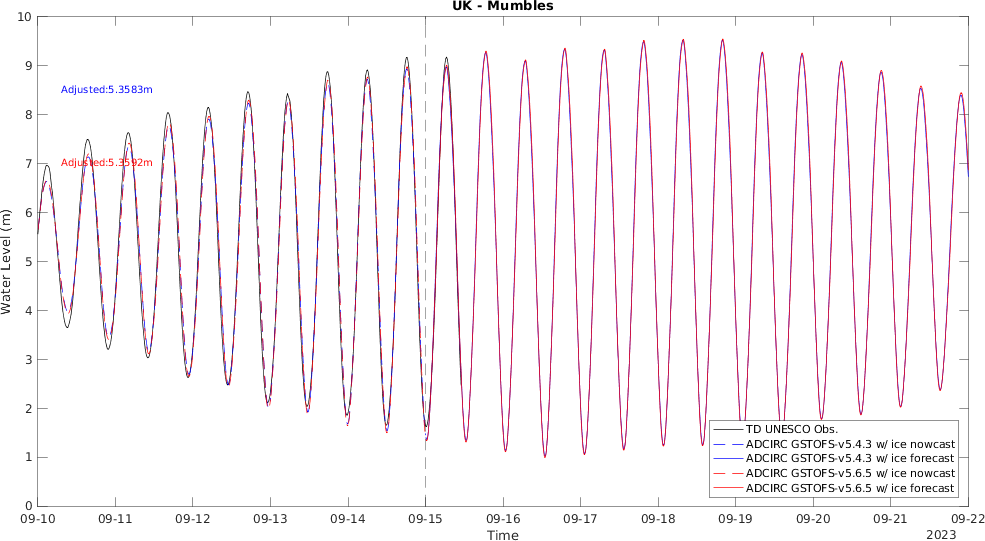 UK - Mumbles
10
9
8
7
6
5
4
3
2
1
0
Water Level (m)
Adjusted:5.3583m
Adjusted:5.3592m
TD UNESCO Obs.
ADCIRC GSTOFS-v5.4.3 w/ ice nowcast
ADCIRC GSTOFS-v5.4.3 w/ ice forecast
ADCIRC GSTOFS-v5.6.5 w/ ice nowcast
ADCIRC GSTOFS-v5.6.5 w/ ice forecast
09-10 09-11 09-12 09-13 09-14 09-15 09-16 09-17 09-18 09-19 09-20 09-21 09-22
Time
2023